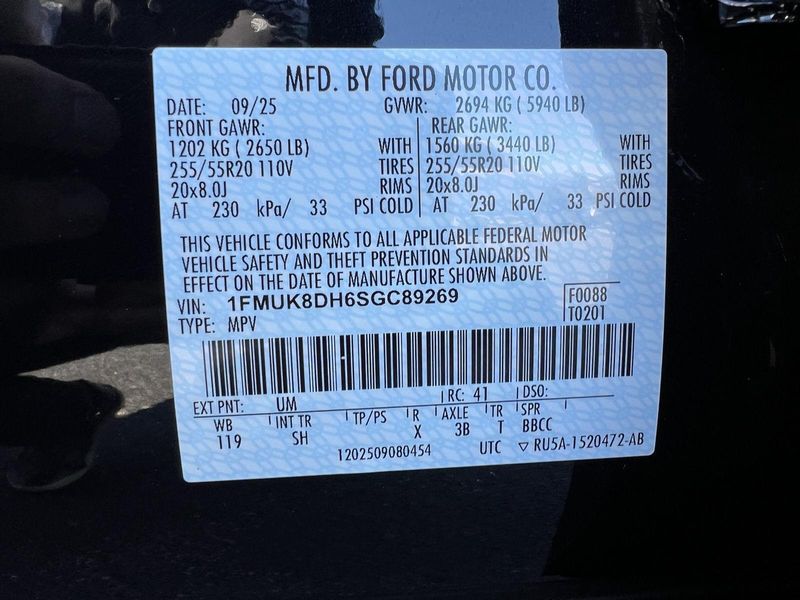 MFD. BY FORD MOTOR CO.
DATE: 09/25 GVWR: 2694 KG ( 5940 LB)
FRONT GAWR: REAR GAWR:
1202 KG ( 2650 LB) WITH 1560 KG ( 3440 LB) WITH
255/55R20 110V TIRES 255/55R20 110V TIRES
20x8.0J RIMS 20x8.0J RIMS
AT 230 kPa/ 33 PSI COLD AT 230 kPa/ 33 PSI COLD
THIS VEHICLE CONFORMS TO ALL APPLICABLE FEDERAL MOTOR
VEHICLE SAFETY AND THEFT PREVENTION STANDARDS IN
EFFECT ON THE DATE OF MANUFACTURE SHOWN ABOVE.
VIN: 1FMUK8DH6SGC89269 F0088
TYPE: MPV T0201
EXT PNT: UM RC: 41 DSO:
WB INT TR TP/PS R AXLE TR SPR
119 SH X 3B T BBCC
1202509080454 UTC ▽ RU5A-1520472-AB